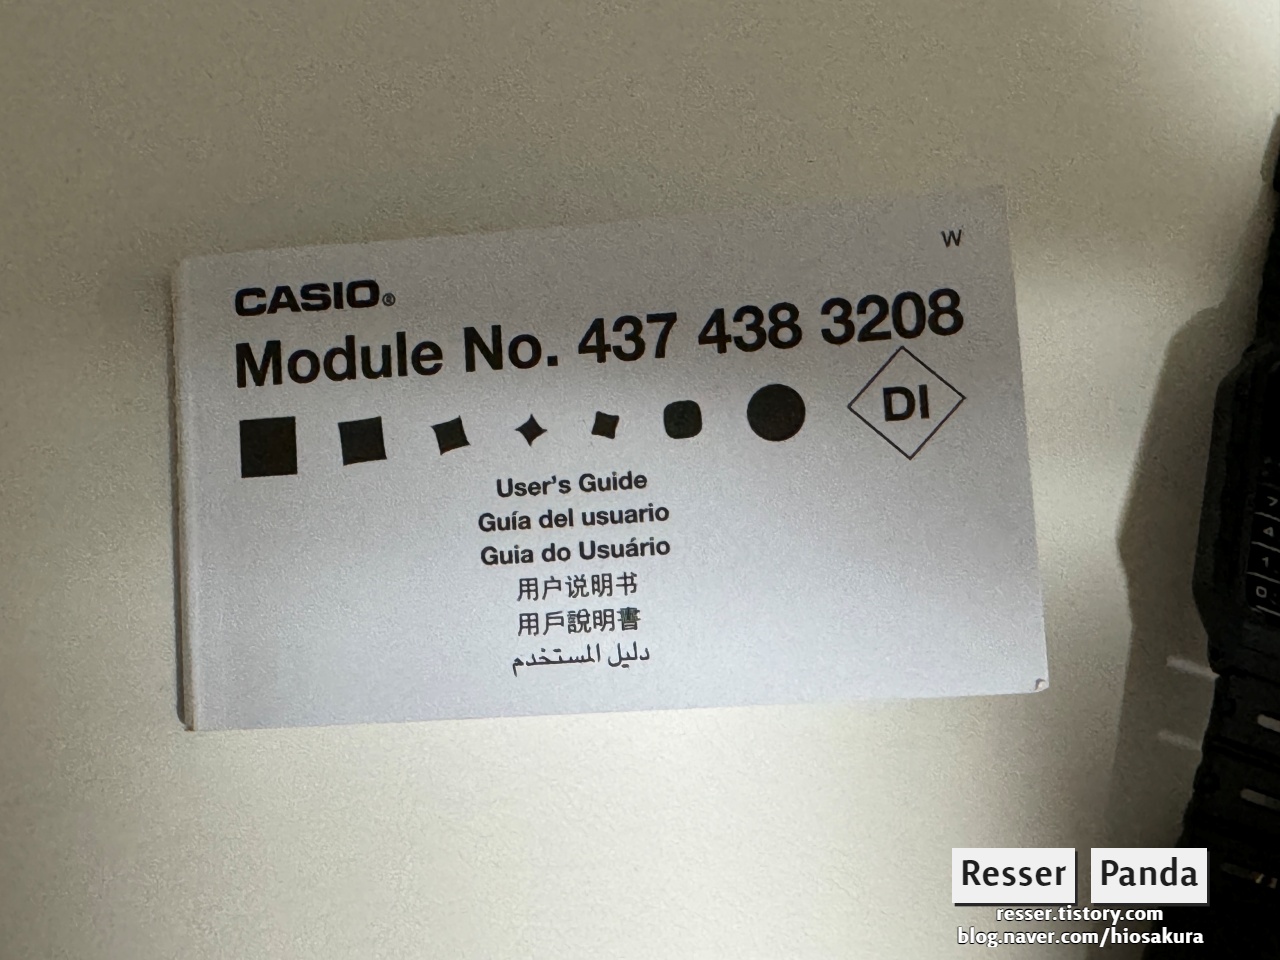 W
CASIO®
Module No. 437 438 3208
DI
User's Guide
Guía del usuario
Guia do Usuário
用户说明书
用戶說明書
دليل المستخدم
Resser Panda
resser.tistory.com
blog.naver.com/hiosakura